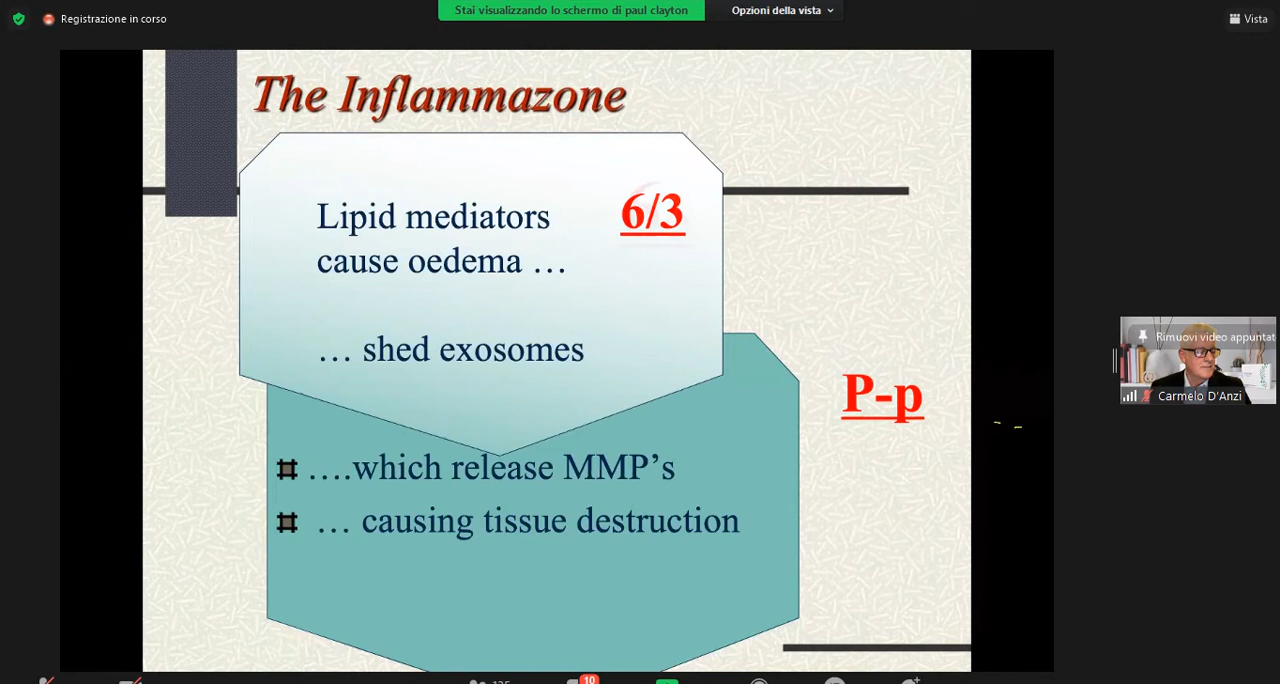 Registrazione in corso
Stai visualizzando lo schermo di paul clayton
Opzioni della vista
Vista
The Inflammazone
Lipid mediators
6/3
cause oedema …
… shed exosomes
P-p
….which release MMP’s
… causing tissue destruction
Rimuovi video appuntat
Carmelo D'Anzi
10